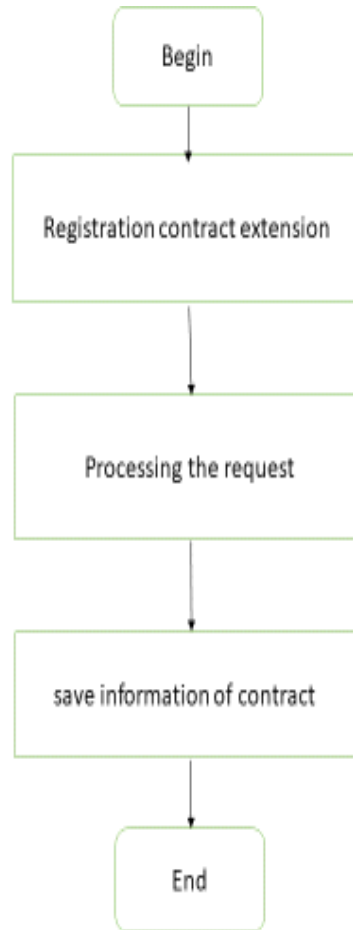 Begin
Registration contract extension
Processing the request
save information of contract
End